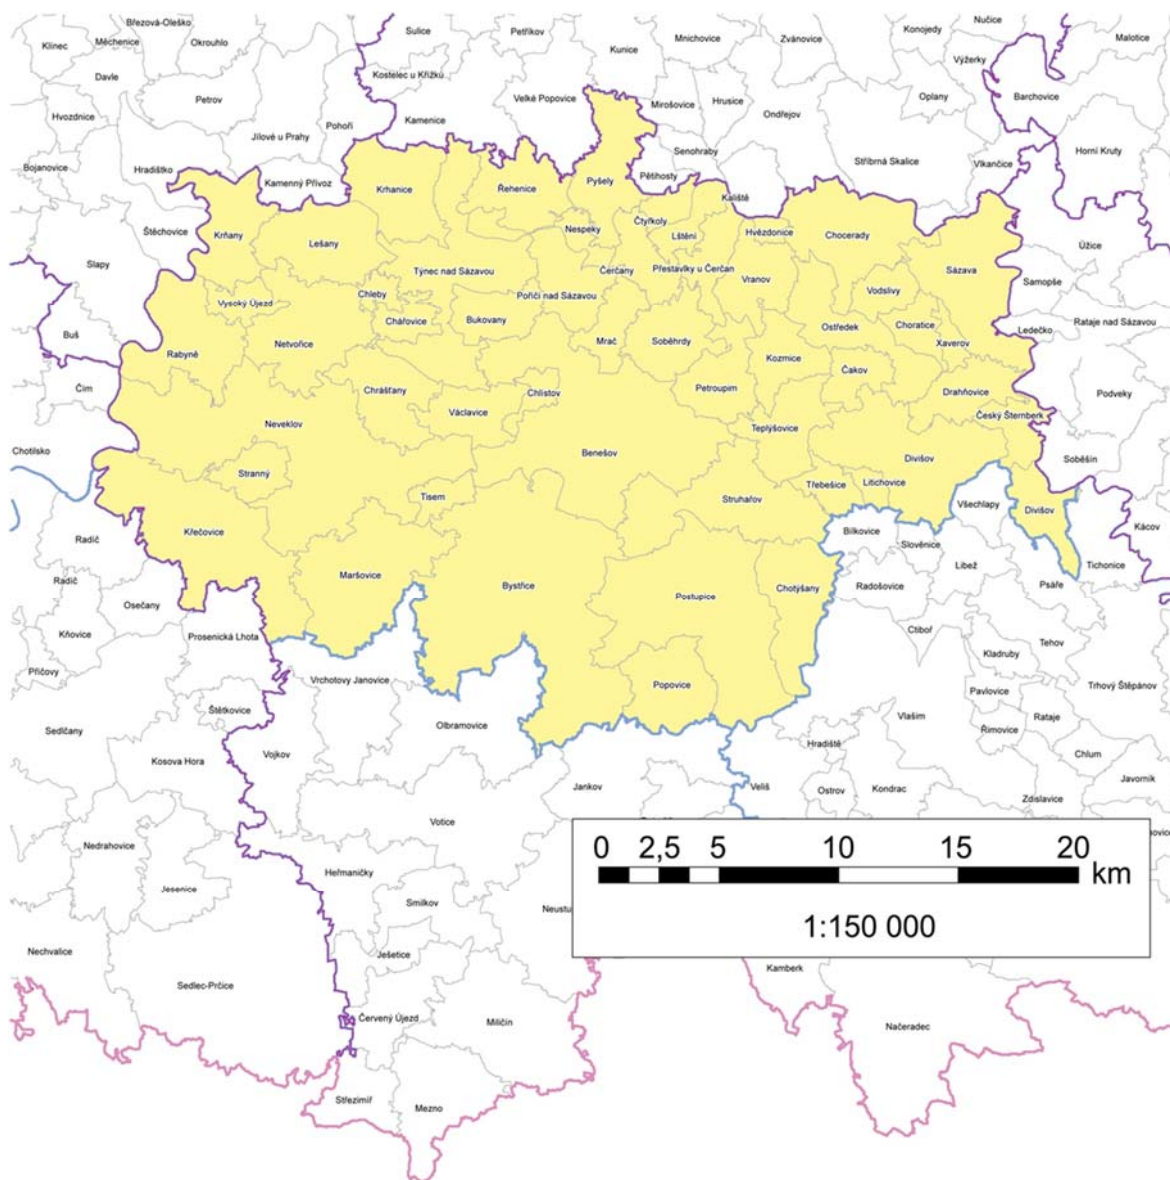 Březová-Oleško
Sulice
Petříkov
Nučice
Klínec
Měchenice
Okrouhlo
Kunice
Mnichovice
Zvánovice
Konojedy
Malotice
Výžerky
Davle
Kostelec u Křížků
Petrov
Velké Popovice
Mirošovice
Hrusice
Oplany
Barchovice
Hvozdnice
Kamenice
Ondřejov
Pohoří
Jílové u Prahy
Senohraby
Horní Kruty
Bojanovice
Hradištko
Stříbrná Skalice
Vlkančice
Kamenný Přívoz
Krhanice
Řehenice
Pyšely
Pětihosty
Kaliště
Štěchovice
Krňany
Lešany
Nespeky
Čtyřkoly
Lštění
Hvězdonice
Chocerady
Úžice
Slapy
Týnec nad Sázavou
Čerčany
Přestavlky u Čerčan
Sázava
Vranov
Samopše
Vysoký Újezd
Chleby
Poříčí nad Sázavou
Vodslivy
Buš
Chářovice
Bukovany
Ostředek
Choratice
Ledečko
Rataje nad Sázavou
Netvořice
Mrač
Soběhrdy
Xaverov
Rabyně
Kozmice
Čakov
Čím
Chrášťany
Chlistov
Petroupim
Drahňovice
Podveky
Václavice
Český Šternberk
Neveklov
Teplýšovice
Chotilsko
Benešov
Divišov
Soběšín
Stranný
Třebešice
Litichovice
Tisem
Struhařov
Všechlapy
Divišov
Kácov
Křečovice
Bílkovice
Radíč
Slověnice
Libež
Tichonice
Maršovice
Bystřice
Chotýšany
Radošovice
Psáře
Radíč
Osečany
Postupice
Kňovice
Prosenická Lhota
Ctiboř
Tehov
Kladruby
Příčovy
Vrchotovy Janovice
Popovice
Trhový Štěpánov
Pavlovice
Štětkovice
Olbramovice
Vlašim
Rataje
Sedlčany
Řimovice
Hradiště
Vojkov
Chlum
Kosova Hora
Jankov
Veliš
Ostrov
Kondrac
Javorník
Zdislavice
Votice
Nedrahovice
Heřmaničky
Jesenice
Smilkov
0 2,5 5 10 15 20 km
1:150 000
Neustu
Nechvalice
Ješetice
Kamberk
Sedlec-Prčice
Červený Újezd
Miličín
Načeradec
Střezimíř
Mezno